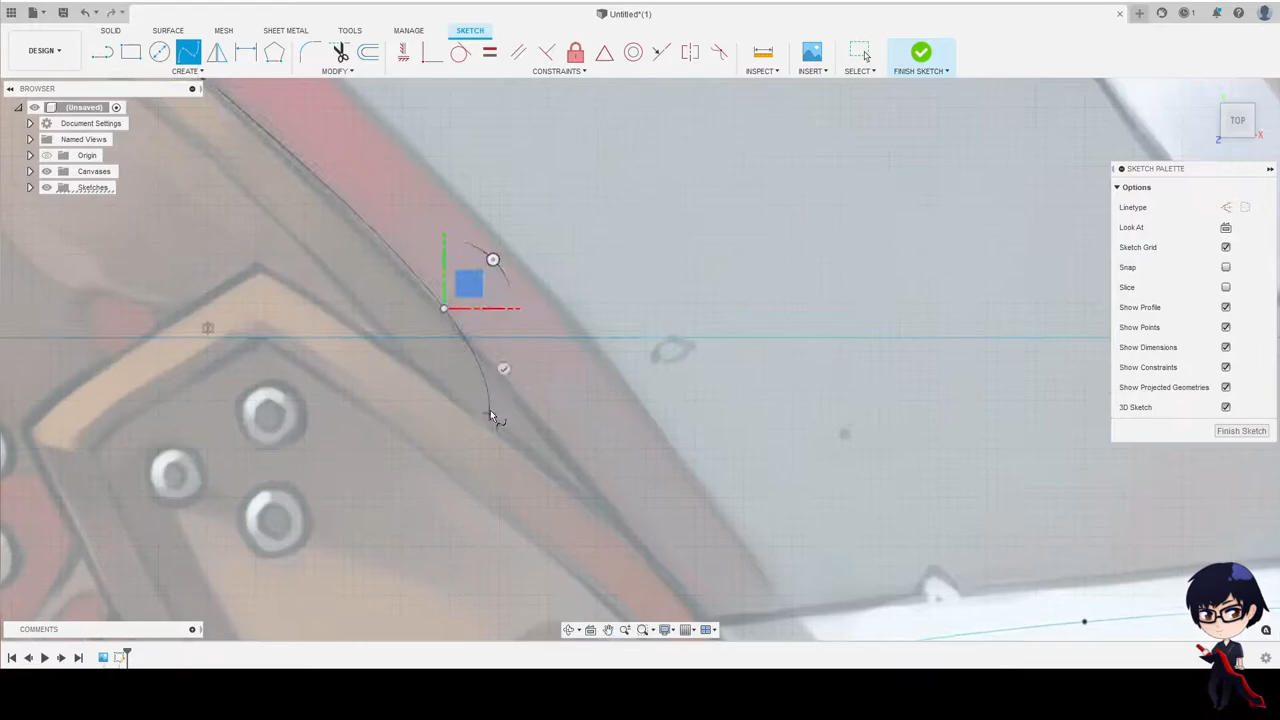 Untitled*(1)
1
SOLID SURFACE MESH SHEET METAL TOOLS MANAGE SKETCH
DESIGN
CREATE MODIFY CONSTRAINTS INSPECT INSERT SELECT FINISH SKETCH
BROWSER
(Unsaved)
Document Settings
Named Views
Origin
Canvases
Sketches
TOP
X
Z
SKETCH PALETTE
Options
Linetype
Look At
Sketch Grid
Snap
Slice
Show Profile
Show Points
Show Dimensions
Show Constraints
Show Projected Geometries
3D Sketch
Finish Sketch
COMMENTS